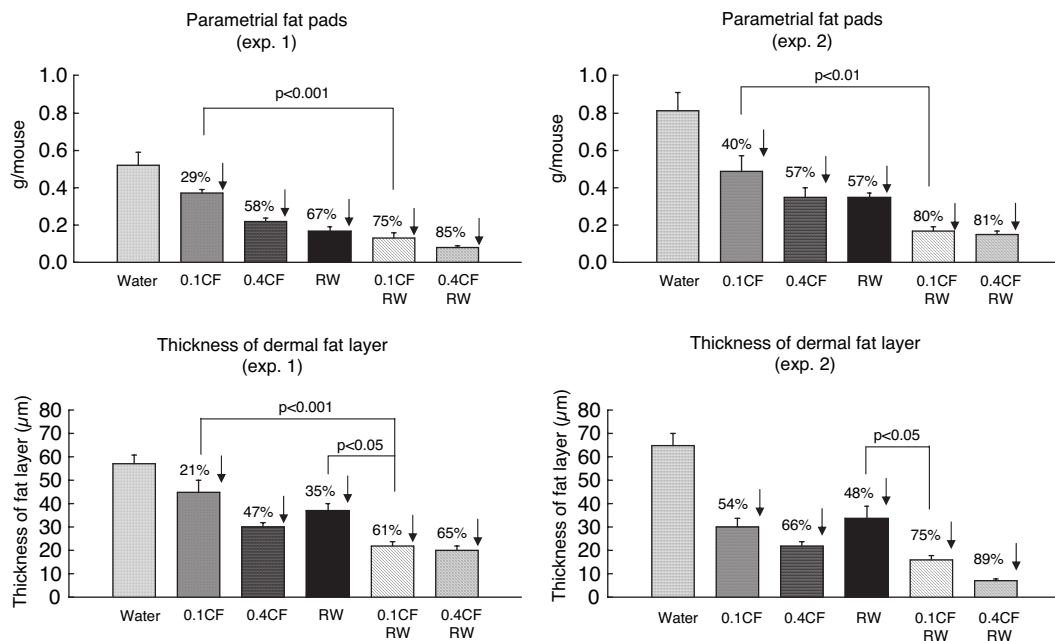 Parametrial fat pads
(exp. 1)
g/mouse
1.0
0.8
0.6
0.4
0.2
0.0
p<0.001
29%
58%
67%
75%
85%
Water
0.1CF
0.4CF
RW
0.1CF
RW
0.4CF
RW
Parametrial fat pads
(exp. 2)
1.0
0.8
0.6
0.4
0.2
0.0
p<0.01
40%
57%
57%
80%
81%
Water
0.1CF
0.4CF
RW
0.1CF
RW
0.4CF
RW
Thickness of dermal fat layer
(exp. 1)
Thickness of fat layer (μm)
80
70
60
50
40
30
20
10
0
p<0.001
p<0.05
21%
47%
35%
61%
65%
Water
0.1CF
0.4CF
RW
0.1CF
RW
0.4CF
RW
Thickness of dermal fat layer
(exp. 2)
Thickness of fat layer (μm)
80
70
60
50
40
30
20
10
0
p<0.05
54%
66%
48%
75%
89%
Water
0.1CF
0.4CF
RW
0.1CF
RW
0.4CF
RW